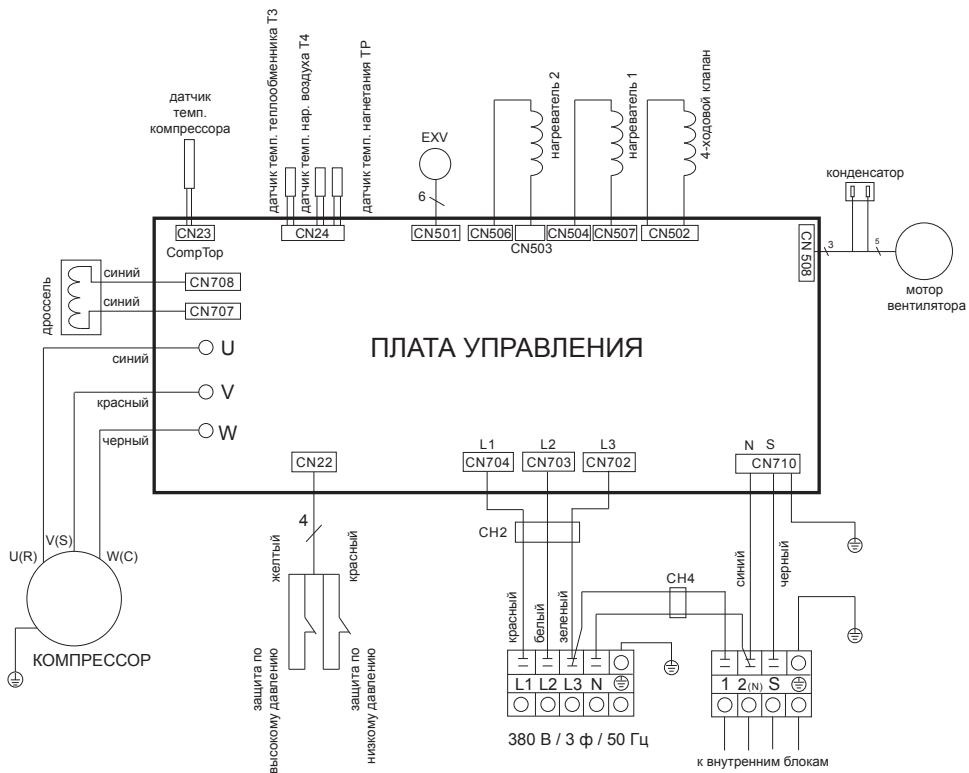 датчик
темп.
компрессора
датчик темп. теплообменника Т3
датчик темп. нар. воздуха Т4
датчик темп. нагнетания ТР
EXV
6
нагреватель 2
нагреватель 1
4-ходовой клапан
конденсатор
CN23
CompTop
CN24
CN501
CN506
CN503
CN504
CN507
CN502
CN 508
3
5
мотор
вентилятора
дроссель
синий
CN708
синий
CN707
ПЛАТА УПРАВЛЕНИЯ
синий
U
красный
V
черный
W
CN22
L1
L2
L3
CN704
CN703
CN702
N
S
CN710
4
желтый
красный
CH2
красный
белый
зеленый
CH4
синий
черный
V(S)
U(R)
W(C)
КОМПРЕССОР
защита по
высокому давлению
защита по
низкому давлению
L1
L2
L3
N
1
2(N)
S
380 В / 3 ф / 50 Гц
к внутренним блокам